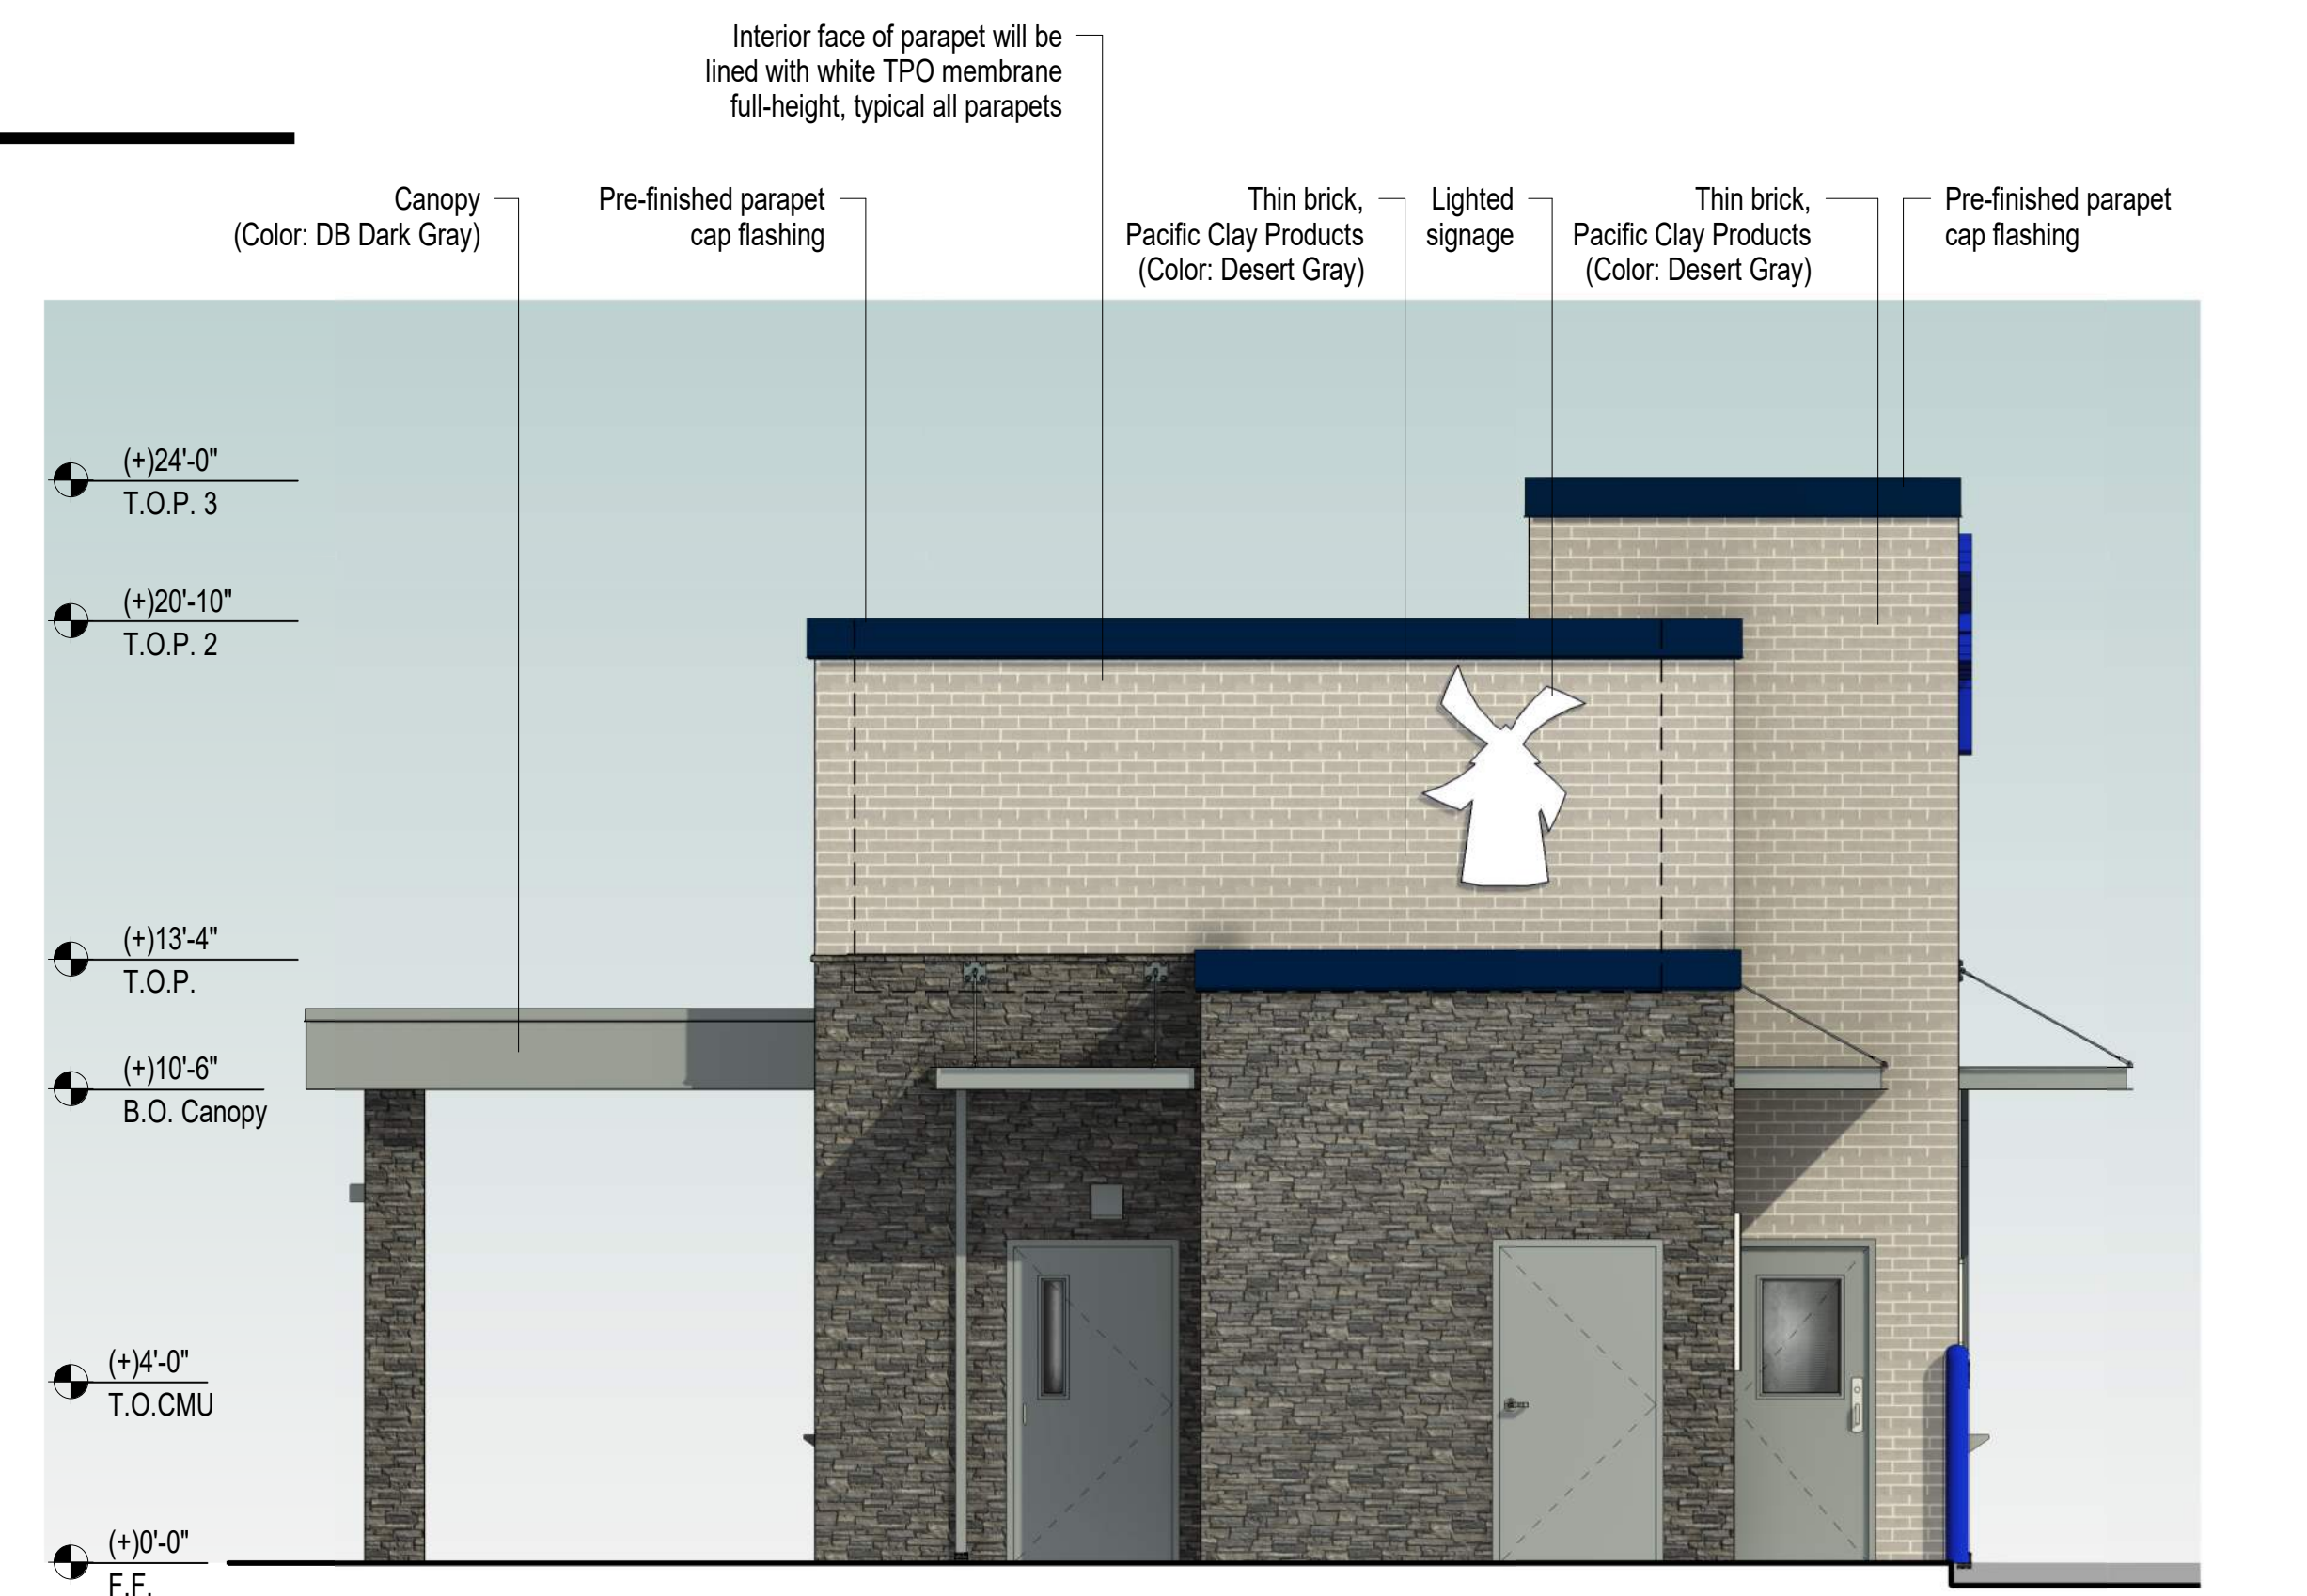 Interior face of parapet will be
lined with white TPO membrane
full-height, typical all parapets
Canopy
(Color: DB Dark Gray)
Pre-finished parapet
cap flashing
Thin brick,
Pacific Clay Products
(Color: Desert Gray)
Lighted
signage
Thin brick,
Pacific Clay Products
(Color: Desert Gray)
Pre-finished parapet
cap flashing
(+)24'-0"
T.O.P. 3
(+)20'-10"
T.O.P. 2
(+)13'-4"
T.O.P.
(+)10'-6"
B.O. Canopy
(+)4'-0"
T.O.CMU
(+)0'-0"
F.F.